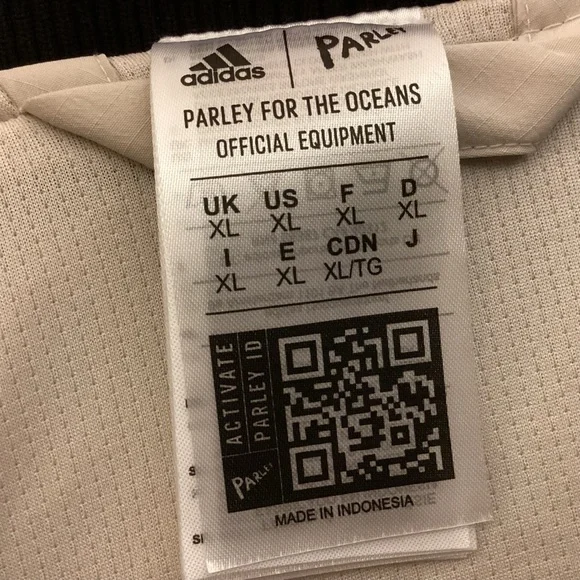 adidas
PARLEY
PARLEY FOR THE OCEANS
OFFICIAL EQUIPMENT
UK US F D
XL XL XL XL
I E CDN J
XL XL XL/TG
ACTIVATE
PARLEY ID
PARLEY
MADE IN INDONESIA